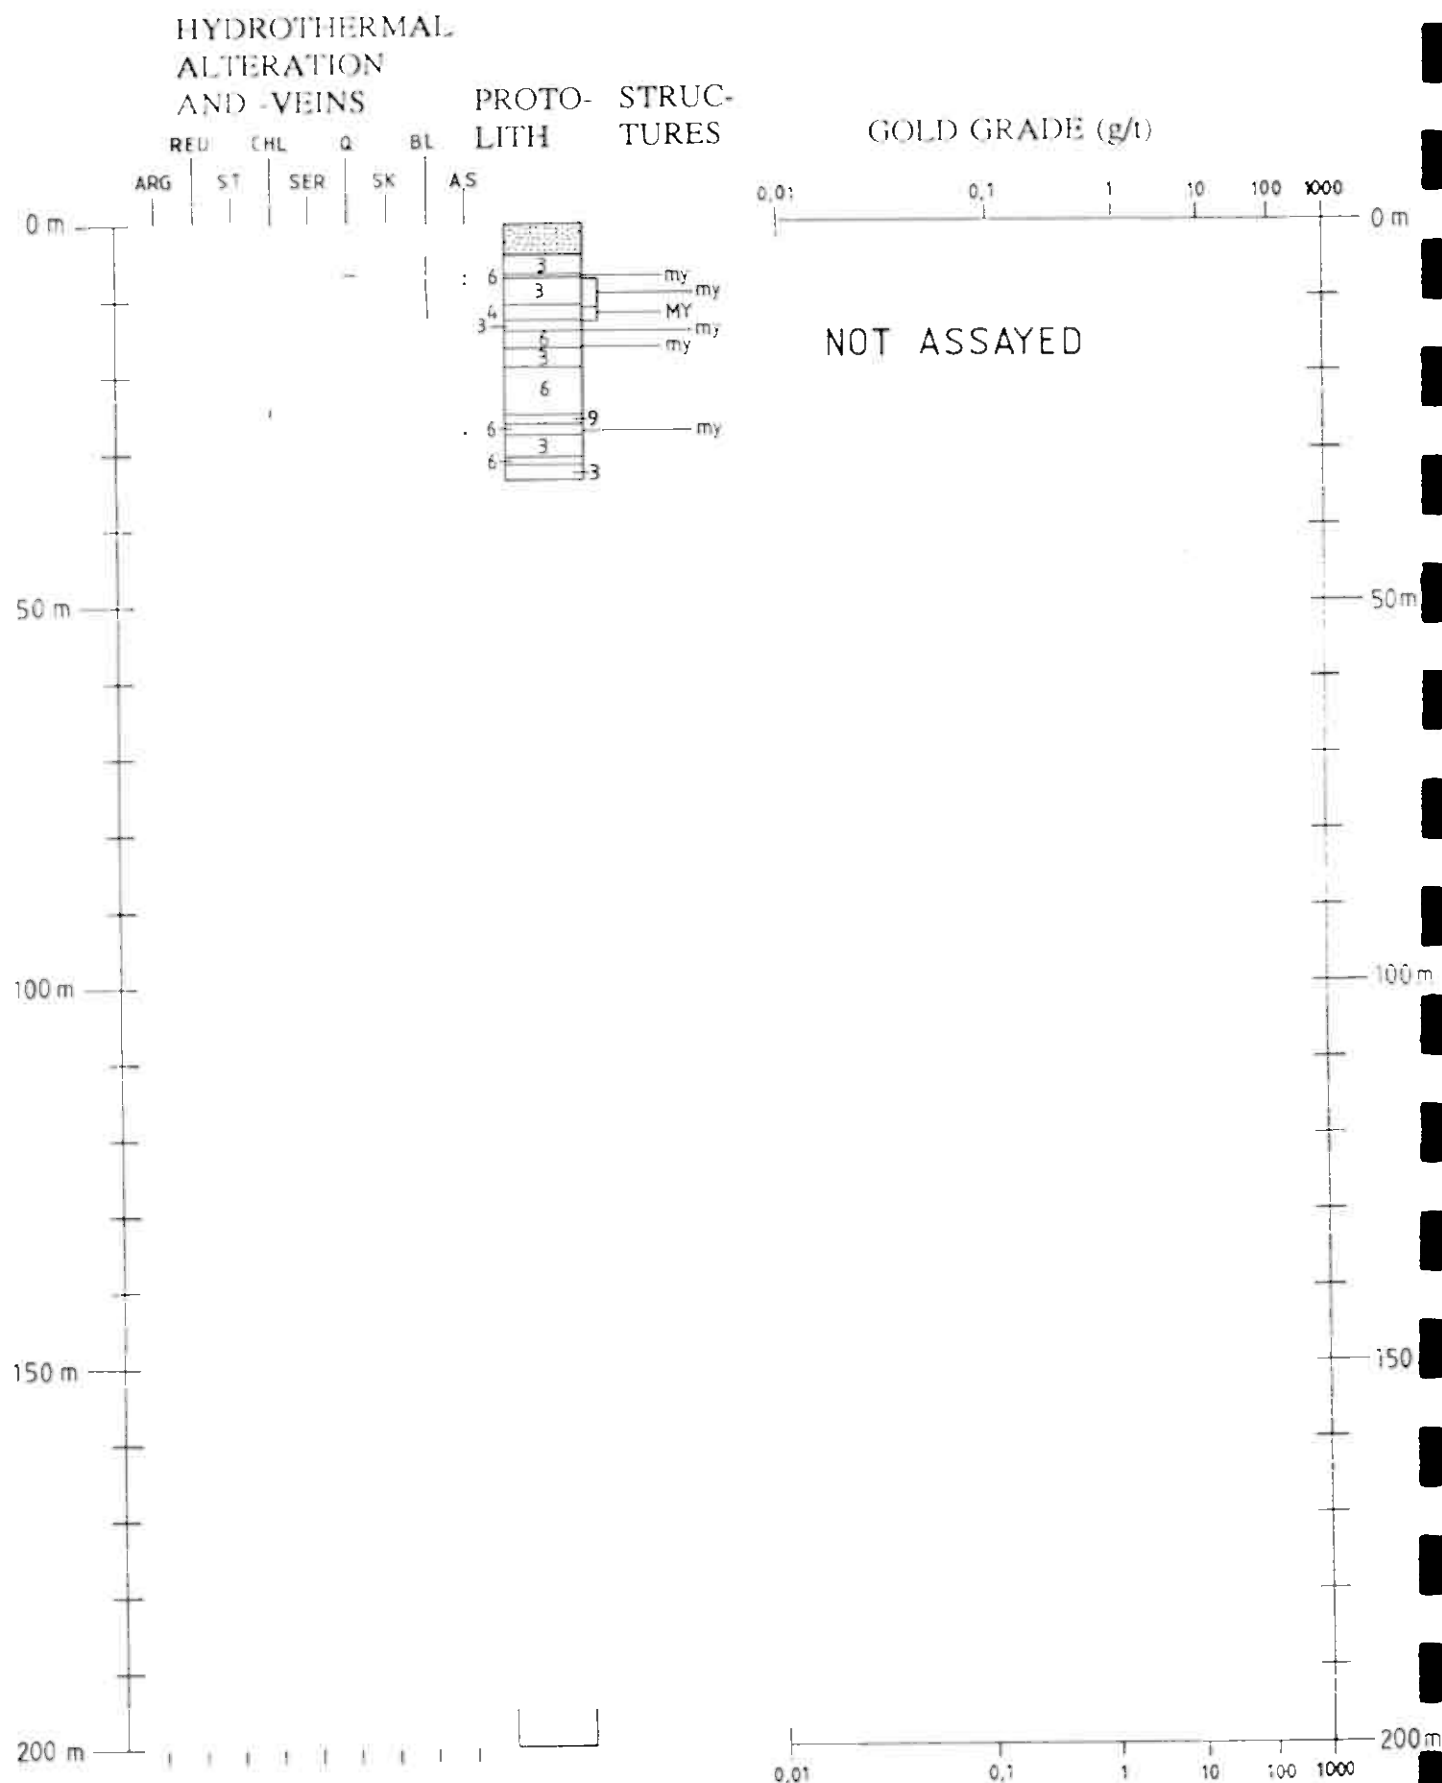 HYDROTHERMAL
ALTERATION
AND -VEINS
PROTO-
LITH
STRUC-
TURES
GOLD GRADE (g/t)
RED CHL Q BL
ARG ST SER SK AS
0,01 0,1 1 10 100 1000
0 m 0 m
3
6 my
3 my
4 MY
3 my
6 my
3
NOT ASSAYED
6
9
6 my
3
6
3
50 m 50m
100 m 100 m
150 m 150
200 m 200 m
0,01 0,1 1 10 100 1000